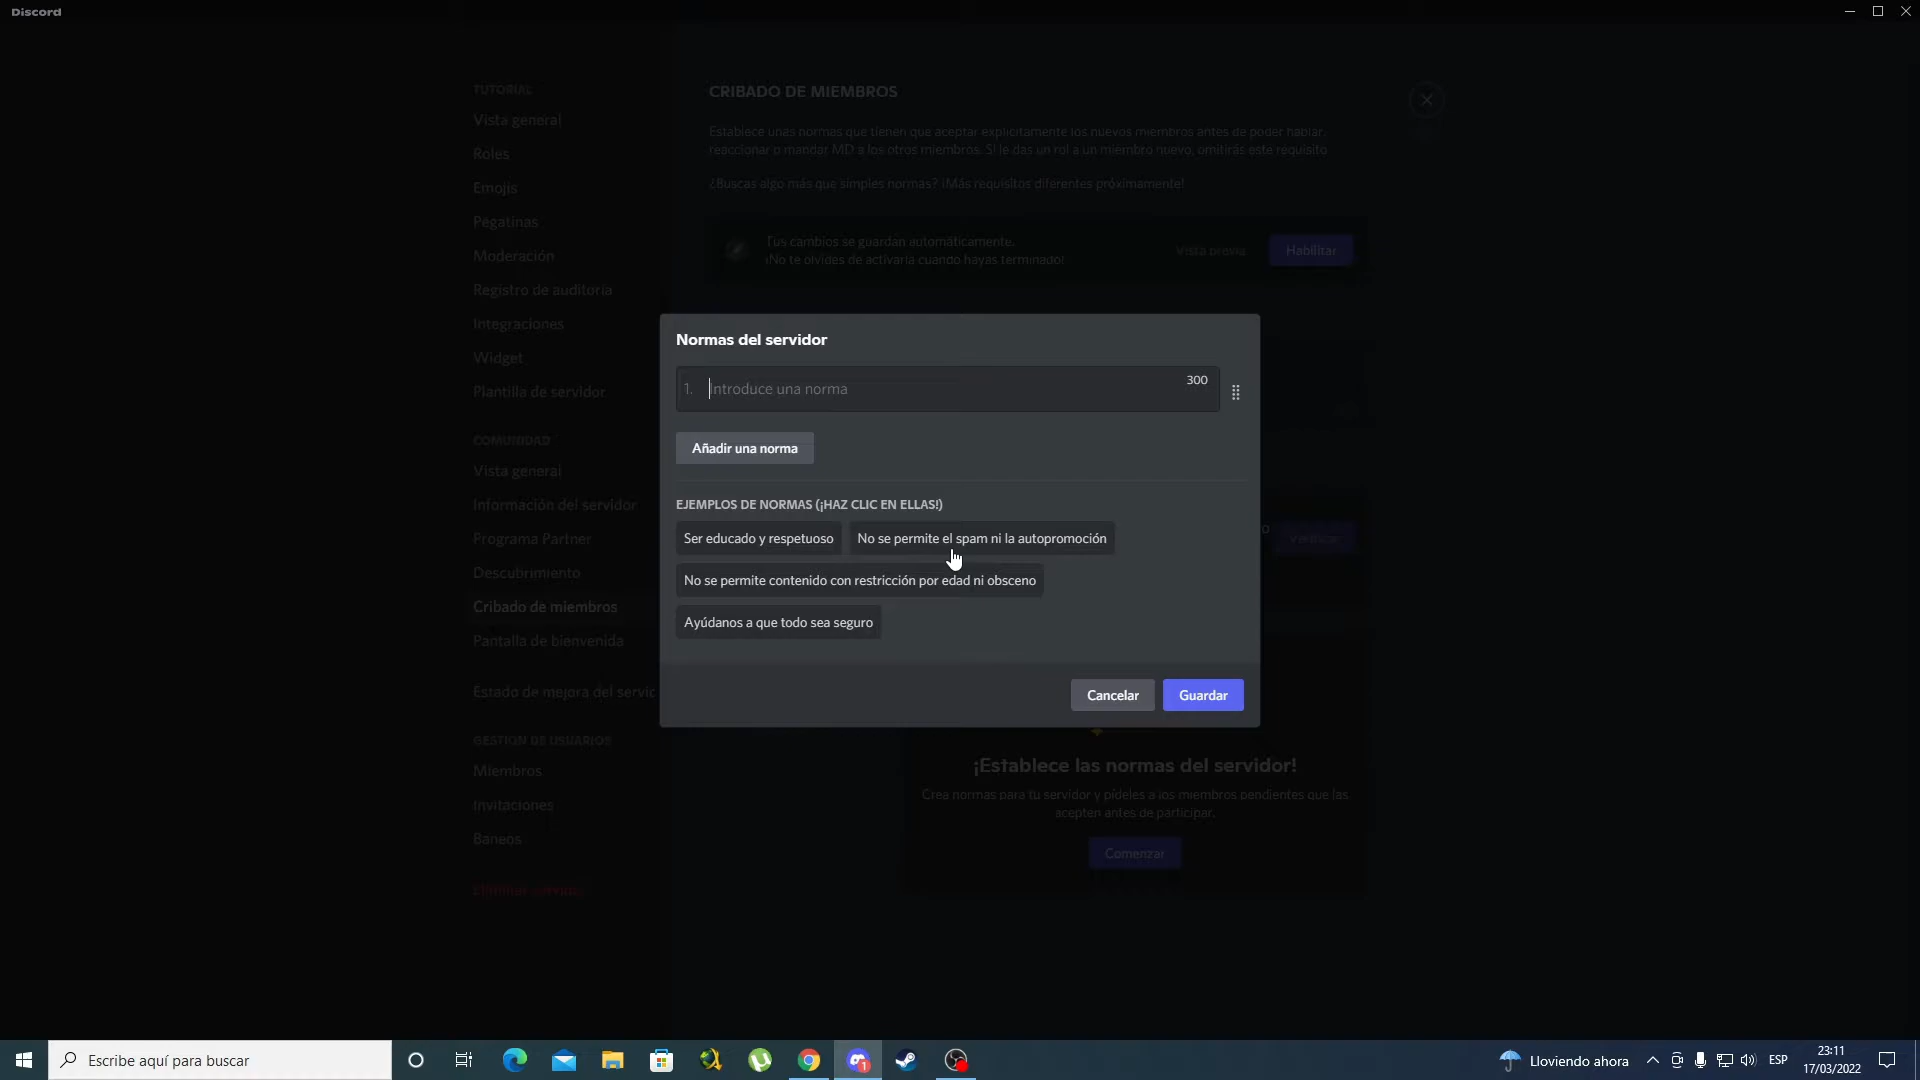 Discord
TUTORIAL
Vista general
Roles
Emojis
Pegatinas
Moderación
Registro de auditoría
Integraciones
Widget
Plantilla de servidor
COMUNIDAD
Vista general
Información del servidor
Programa Partner
Descubrimiento
Cribado de miembros
Pantalla de bienvenida
Estado de mejora del servic
GESTIÓN DE USUARIOS
Miembros
Invitaciones
Baneos
Eliminar servidor
CRIBADO DE MIEMBROS
Establece unas normas que tienen que aceptar explícitamente los nuevos miembros antes de poder hablar,
reaccionar o mandar MD a los otros miembros. Si le das un rol a un miembro nuevo, omitirás este requisito
¿Buscas algo más que simples normas? ¡Más requisitos diferentes próximamente!
Tus cambios se guardan automáticamente.
¡No te olvides de activarla cuando hayas terminado!
Vista previa
Habilitar
Normas del servidor
1. Introduce una norma
300
Añadir una norma
EJEMPLOS DE NORMAS (¡HAZ CLIC EN ELLAS!)
Ser educado y respetuoso
No se permite el spam ni la autopromoción
No se permite contenido con restricción por edad ni obsceno
Ayúdanos a que todo sea seguro
Cancelar
Guardar
o
Verificar
¡Establece las normas del servidor!
Crea normas para tu servidor y pídeles a los miembros pendientes que las
acepten antes de participar.
Comenzar
Escribe aquí para buscar
1
Lloviendo ahora
ESP
23:11
17/03/2022